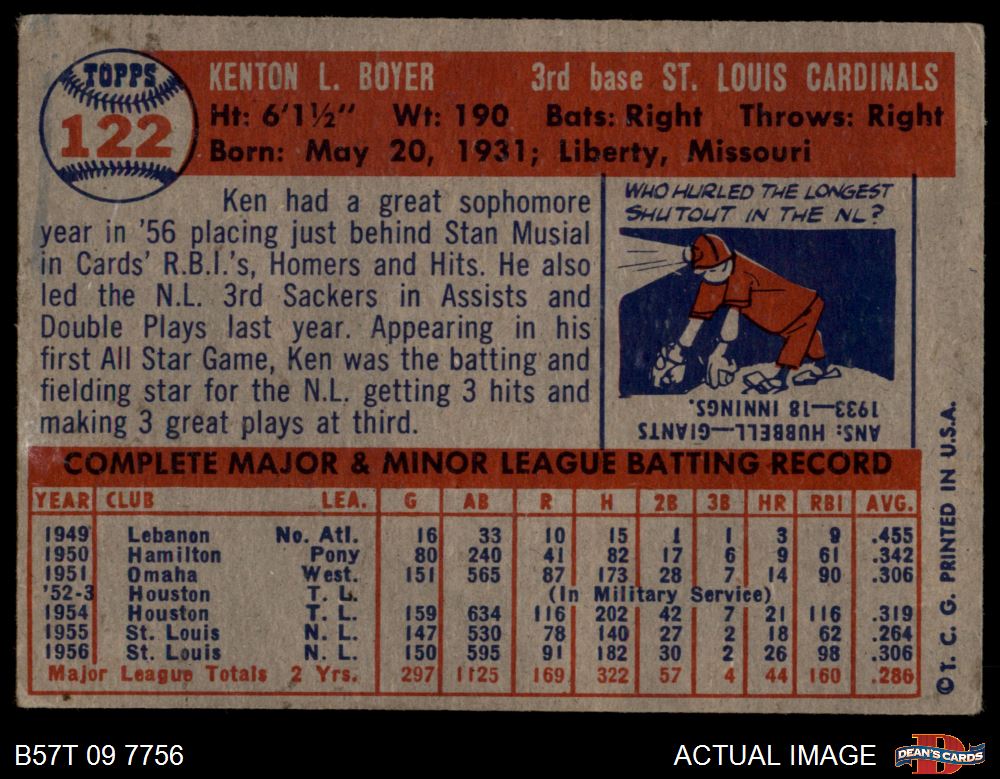 TOPPS
122
KENTON L. BOYER 3rd base ST. LOUIS CARDINALS
Ht: 6'1½" Wt: 190 Bats: Right Throws: Right
Born: May 20, 1931; Liberty, Missouri
Ken had a great sophomore
year in '56 placing just behind Stan Musial
in Cards' R.B.I.'s, Homers and Hits. He also
led the N.L. 3rd Sackers in Assists and
Double Plays last year. Appearing in his
first All Star Game, Ken was the batting and
fielding star for the N.L. getting 3 hits and
making 3 great plays at third.
WHO HURLED THE LONGEST
SHUTOUT IN THE NL?
ANS: HUBBELL—GIANTS
1933—18 INNINGS.
COMPLETE MAJOR & MINOR LEAGUE BATTING RECORD
YEAR CLUB LEA. G AB R H 2B 3B HR RBI AVG.
1949 Lebanon No. Atl. 16 33 10 15 1 1 3 9 .455
1950 Hamilton Pony 80 240 41 82 17 6 9 61 .342
1951 Omaha West. 151 565 87 173 28 7 14 90 .306
'52-3 Houston T. L. (In Military Service)
1954 Houston T. L. 159 634 116 202 42 7 21 116 .319
1955 St. Louis N. L. 147 530 78 140 27 2 18 62 .264
1956 St. Louis N. L. 150 595 91 182 30 2 26 98 .306
Major League Totals 2 Yrs. 297 1125 169 322 57 4 44 160 .286
© T. C. G. PRINTED IN U.S.A.
B57T 09 7756
ACTUAL IMAGE
D
DEAN'S CARDS